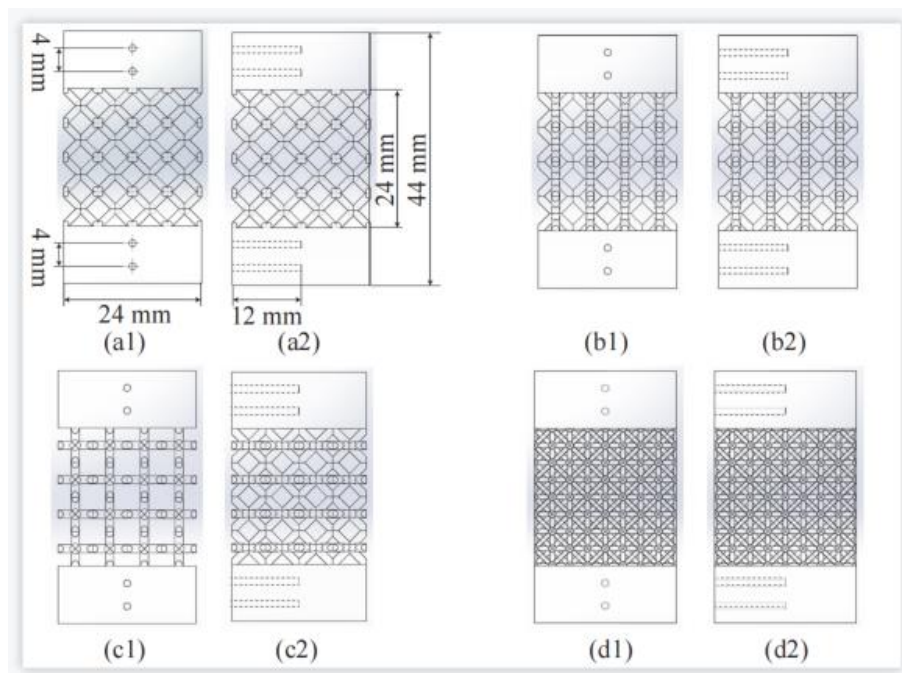 4 mm
4 mm
24 mm
44 mm
24 mm
12 mm
(a1)
(a2)
(b1)
(b2)
(c1)
(c2)
(d1)
(d2)